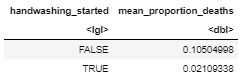 handwashing_started mean_proportion_deaths
<lgl> <dbl>
FALSE 0.10504998
TRUE 0.02109338